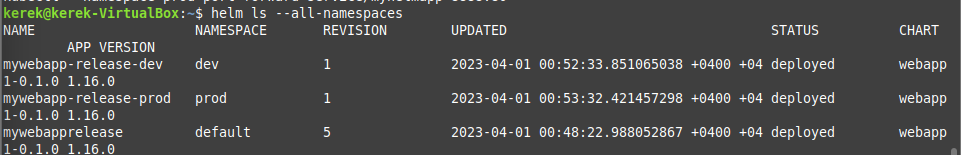 kerek@kerek-VirtualBox:~$ helm ls --all-namespaces
NAME NAMESPACE REVISION UPDATED STATUS CHART
APP VERSION
mywebapp-release-dev dev 1 2023-04-01 00:52:33.851065038 +0400 +04 deployed webapp
1-0.1.0 1.16.0
mywebapp-release-prod prod 1 2023-04-01 00:53:32.421457298 +0400 +04 deployed webapp
1-0.1.0 1.16.0
mywebapprelease default 5 2023-04-01 00:48:22.988052867 +0400 +04 deployed webapp
1-0.1.0 1.16.0